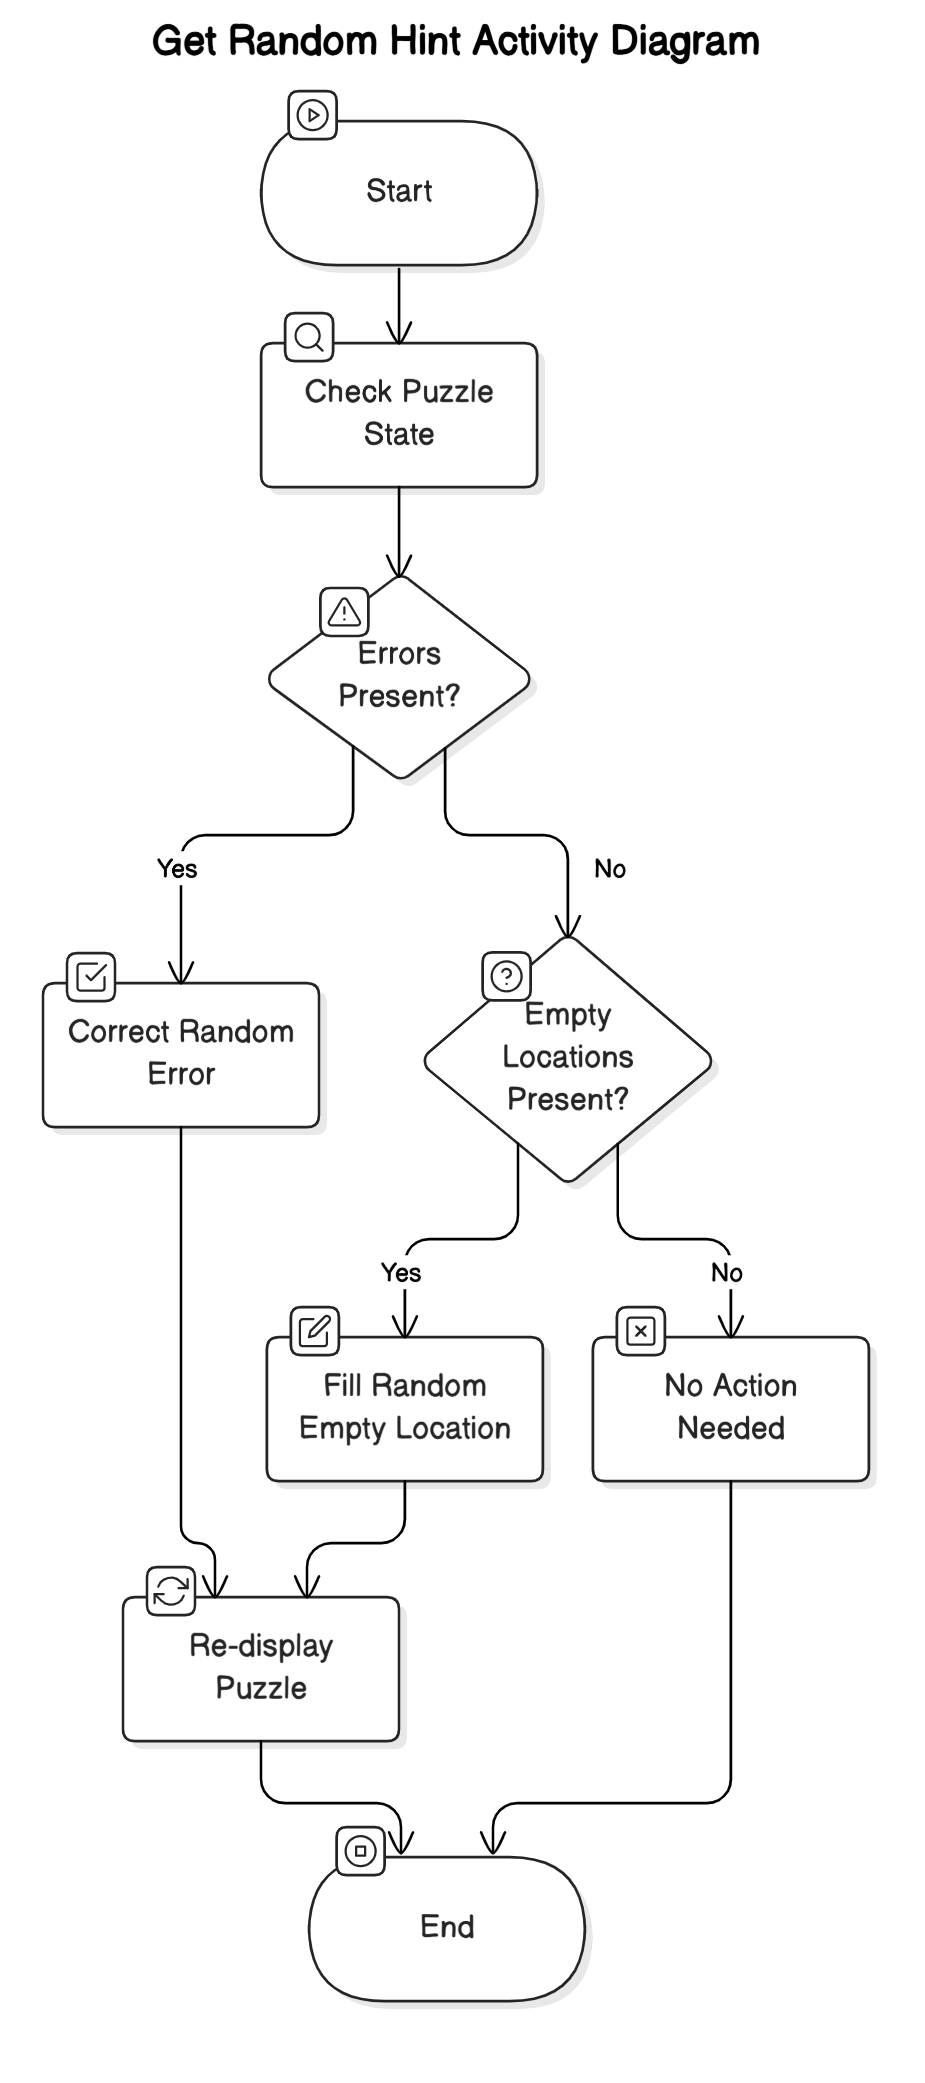 Get Random Hint Activity Diagram
Start
Check Puzzle
State
Errors
Present?
Yes
No
Correct Random
Error
Empty
Locations
Present?
Yes
No
Fill Random
Empty Location
No Action
Needed
Re-display
Puzzle
End